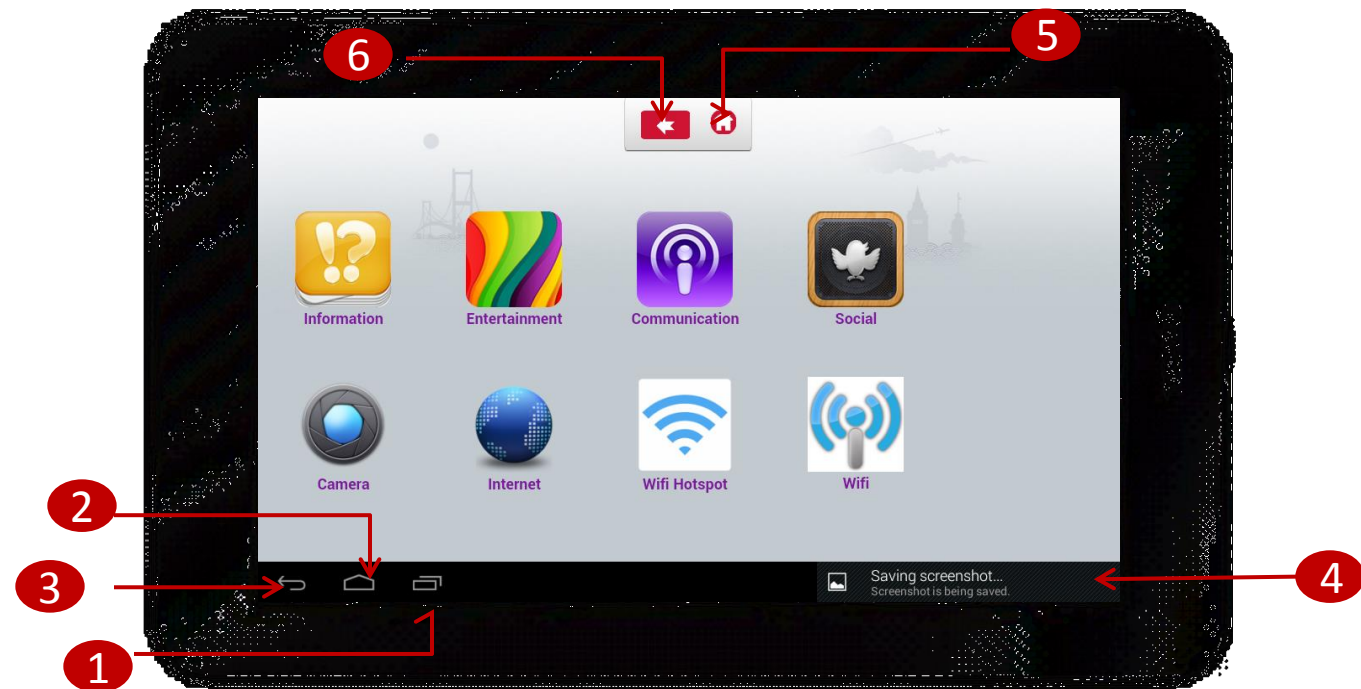 6
5
!?
Information
Entertainment
Communication
Social
Camera
Internet
Wifi Hotspot
Wifi
2
3
Saving screenshot...
Screenshot is being saved.
4
1